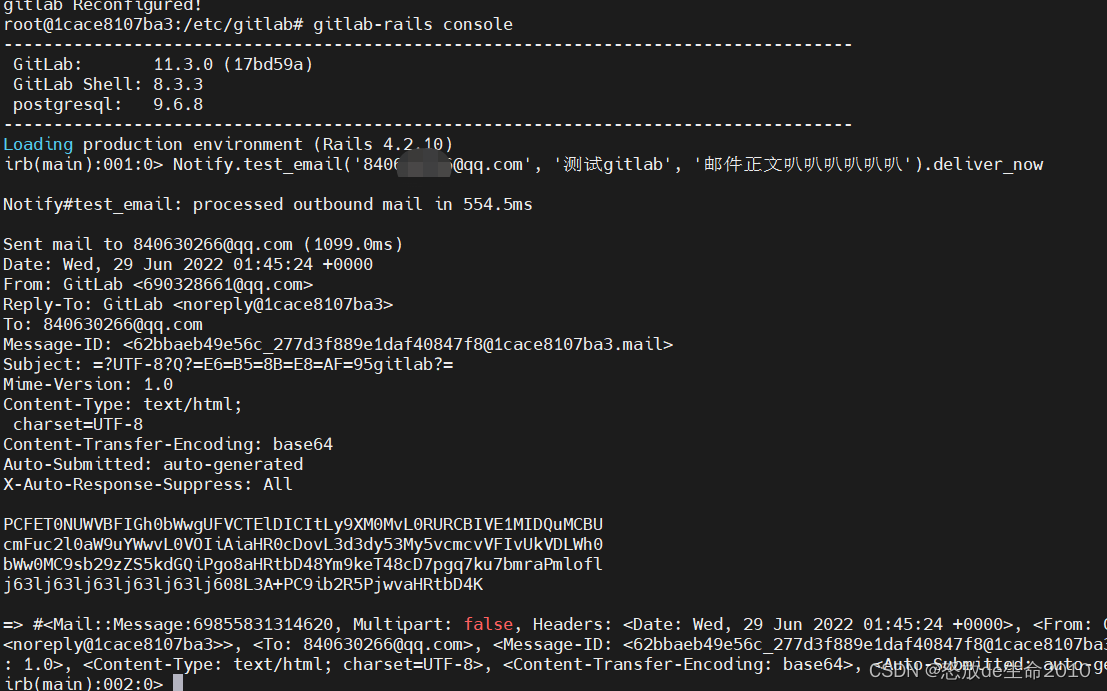 gitlab Reconfigured!
root@1cace8107ba3:/etc/gitlab# gitlab-rails console
-------------------------------------------------------------------------------------
GitLab: 11.3.0 (17bd59a)
GitLab Shell: 8.3.3
postgresql: 9.6.8
-------------------------------------------------------------------------------------
Loading production environment (Rails 4.2.10)
irb(main):001:0> Notify.test_email('840 6@qq.com', '测试gitlab', '邮件正文叭叭叭叭叭叭').deliver_now
Notify#test_email: processed outbound mail in 554.5ms
Sent mail to 840630266@qq.com (1099.0ms)
Date: Wed, 29 Jun 2022 01:45:24 +0000
From: GitLab <690328661@qq.com>
Reply-To: GitLab <noreply@1cace8107ba3>
To: 840630266@qq.com
Message-ID: <62bbaeb49e56c_277d3f889e1daf40847f8@1cace8107ba3.mail>
Subject: =?UTF-8?Q?=E6=B5=8B=E8=AF=95gitlab?=
Mime-Version: 1.0
Content-Type: text/html;
charset=UTF-8
Content-Transfer-Encoding: base64
Auto-Submitted: auto-generated
X-Auto-Response-Suppress: All
PCFET0NUWVBFIGh0bWwgUFVCTElDICItLy9XM0MvL0RURCBIVE1MIDQuMCBU
cmFuc2l0aW9uYWwvL0VOIiAiaHR0cDovL3d3dy53My5vcmcvVFIvUkVDLWh0
bWw0MC9sb29zZS5kdGQiPgo8aHRtbD48Ym9keT48cD7pgq7ku7bmraPmlofl
j63lj63lj63lj63lj63lj608L3A+PC9ib2R5PjwvaHRtbD4K
=> #<Mail::Message:69855831314620, Multipart: false, Headers: <Date: Wed, 29 Jun 2022 01:45:24 +0000>, <From: 
<noreply@1cace8107ba3>>, <To: 840630266@qq.com>, <Message-ID: <62bbaeb49e56c_277d3f889e1daf40847f8@1cace8107ba3
: 1.0>, <Content-Type: text/html; charset=UTF-8>, <Content-Transfer-Encoding: base64>, <Auto-Submitted: auto-ge
irb(main):002:0>
CSDN @怒放de生命2010